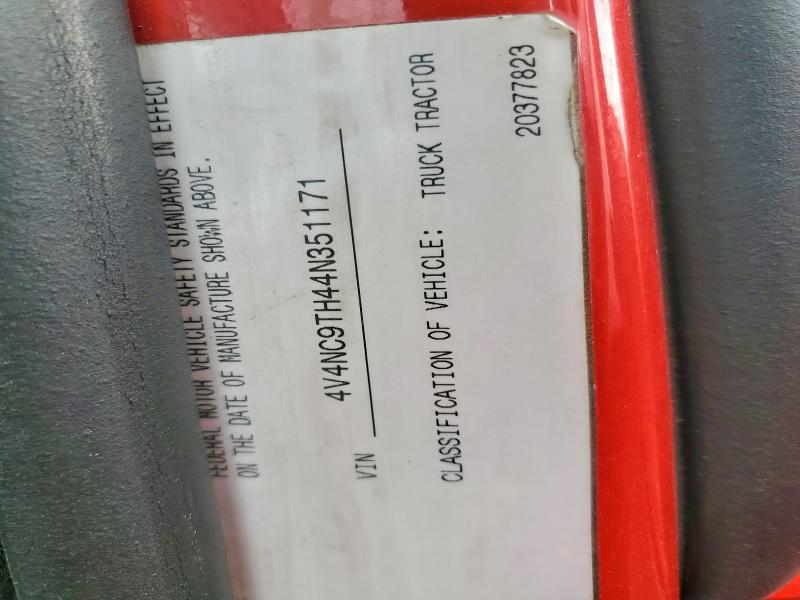 FEDERAL MOTOR VEHICLE SAFETY STANDARDS IN EFFECT
ON THE DATE OF MANUFACTURE SHOWN ABOVE.
VIN 4V4NC9TH44N351171
CLASSIFICATION OF VEHICLE: TRUCK TRACTOR
20377823